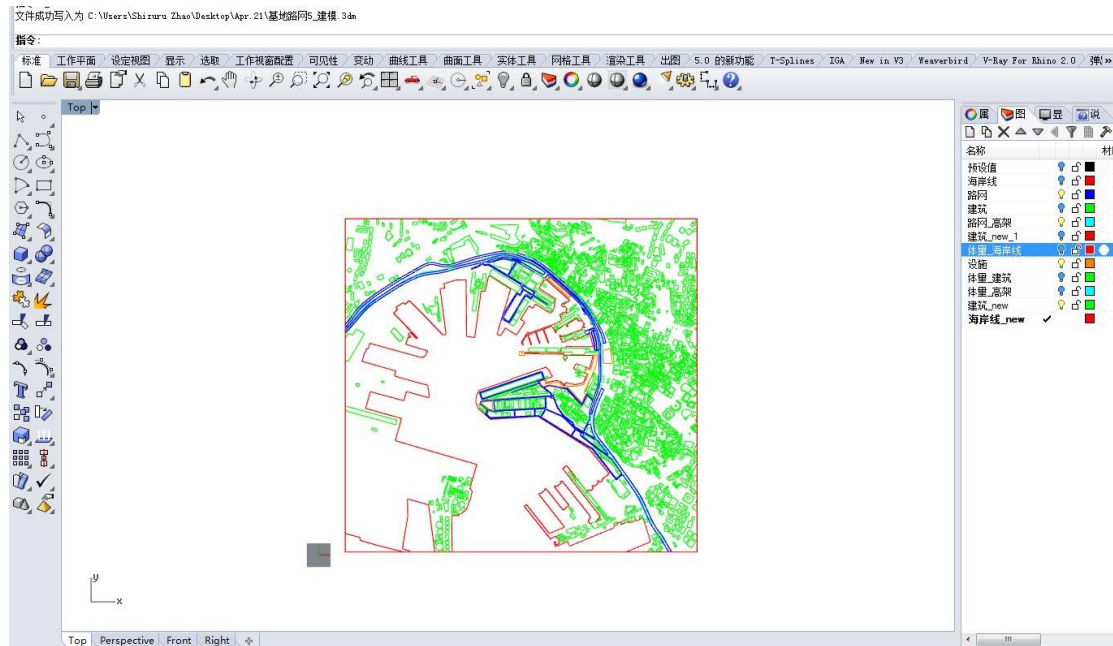 文件成功写入为 C:\Users\Shizuru Zhao\Desktop\Apr.21\基地路网5_建模.3dm
指令:
标准 工作平面 设定视图 显示 选取 工作视窗配置 可见性 变动 曲线工具 曲面工具 实体工具 网格工具 渲染工具 出图 5.0 的新功能 T-Splines IGA New in V3 Weaverbird V-Ray For Rhino 2.0
Top
属 图 显 说
名称 材
预设值
海岸线
路网
建筑
路网_高架
建筑_new_1
体量_海岸线
设施
体量_建筑
体量_高架
建筑_new
海岸线_new
y
x
Top Perspective Front Right